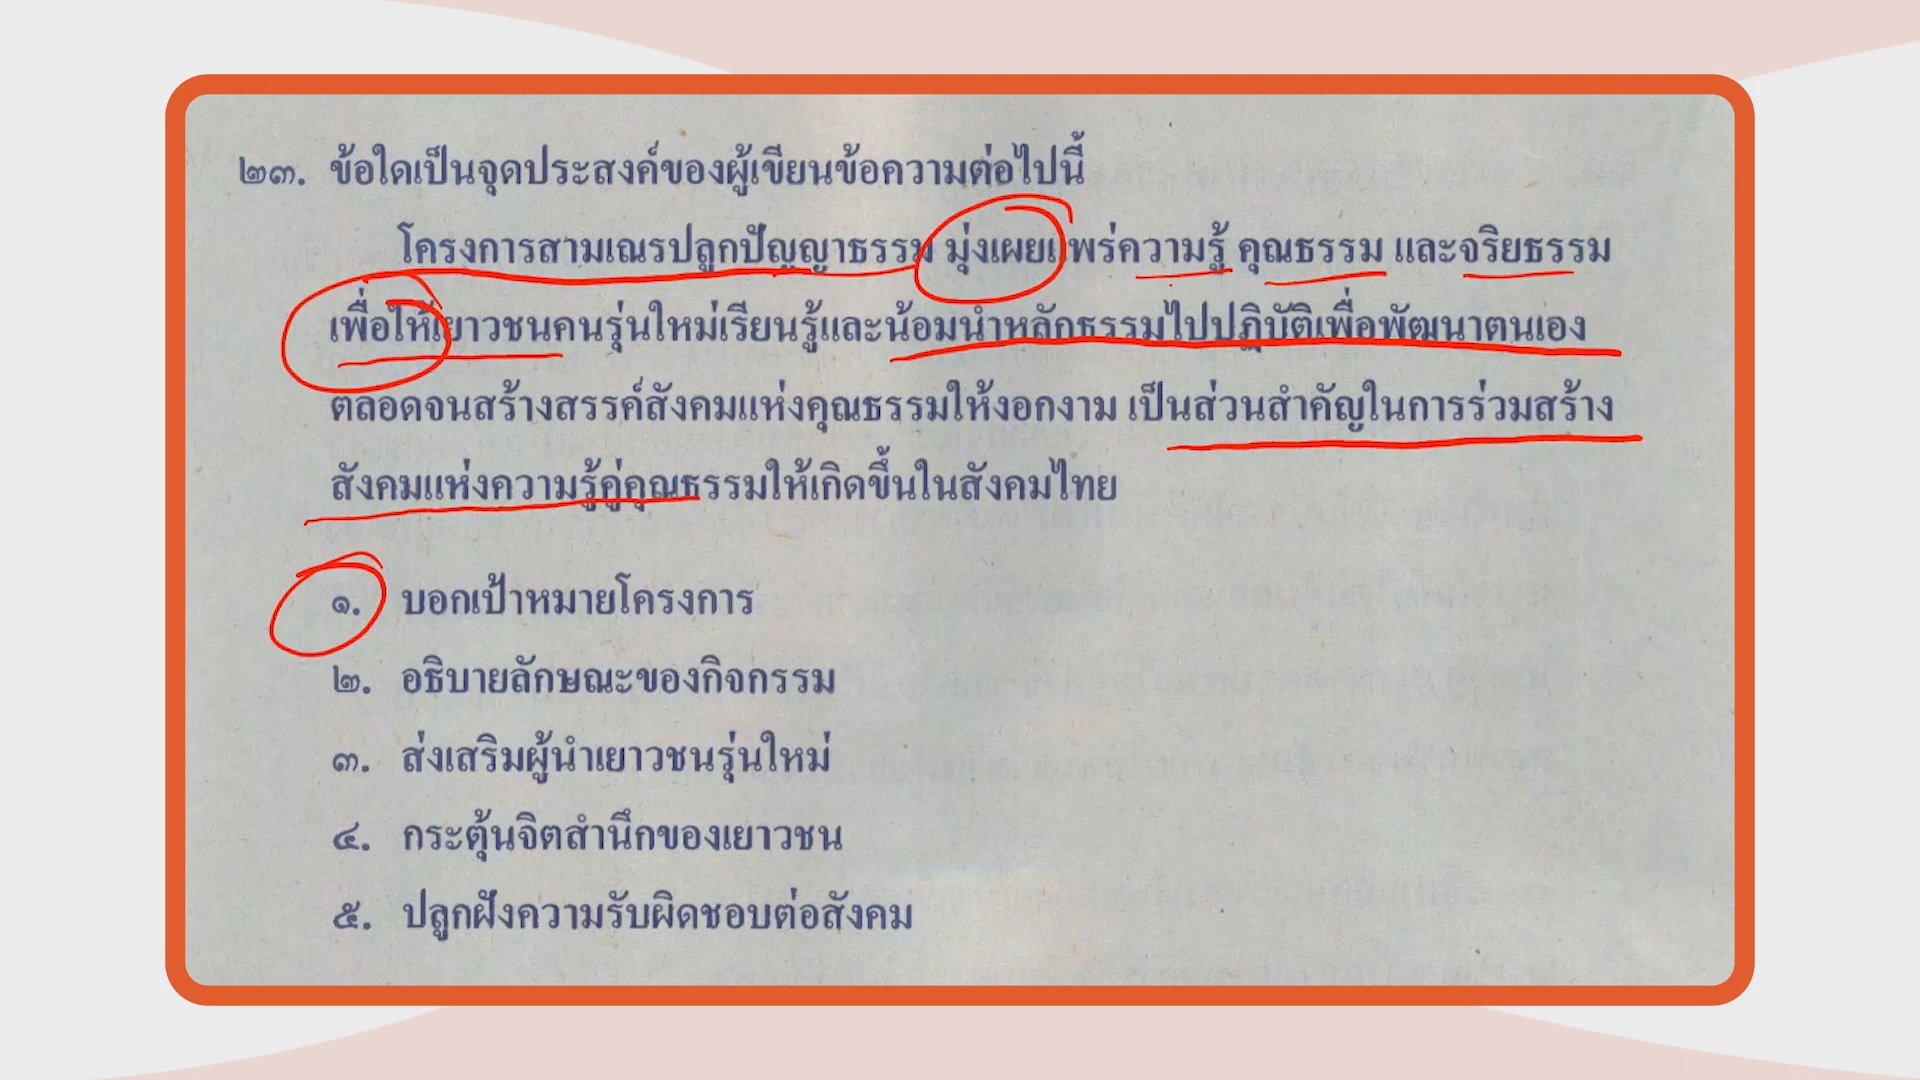 ๒๓. ข้อใดเป็นจุดประสงค์ของผู้เขียนข้อความต่อไปนี้
โครงการสามเณรปลูกปัญญาธรรม มุ่งเผยแพร่ความรู้ คุณธรรม และจริยธรรม
เพื่อให้เยาวชนคนรุ่นใหม่เรียนรู้และน้อมนำหลักธรรมไปปฏิบัติเพื่อพัฒนาตนเอง
ตลอดจนสร้างสรรค์สังคมแห่งคุณธรรมให้งอกงาม เป็นส่วนสำคัญในการร่วมสร้าง
สังคมแห่งความรู้คู่คุณธรรมให้เกิดขึ้นในสังคมไทย
๑. บอกเป้าหมายโครงการ
๒. อธิบายลักษณะของกิจกรรม
๓. ส่งเสริมผู้นำเยาวชนรุ่นใหม่
๔. กระตุ้นจิตสำนึกของเยาวชน
๕. ปลูกฝังความรับผิดชอบต่อสังคม